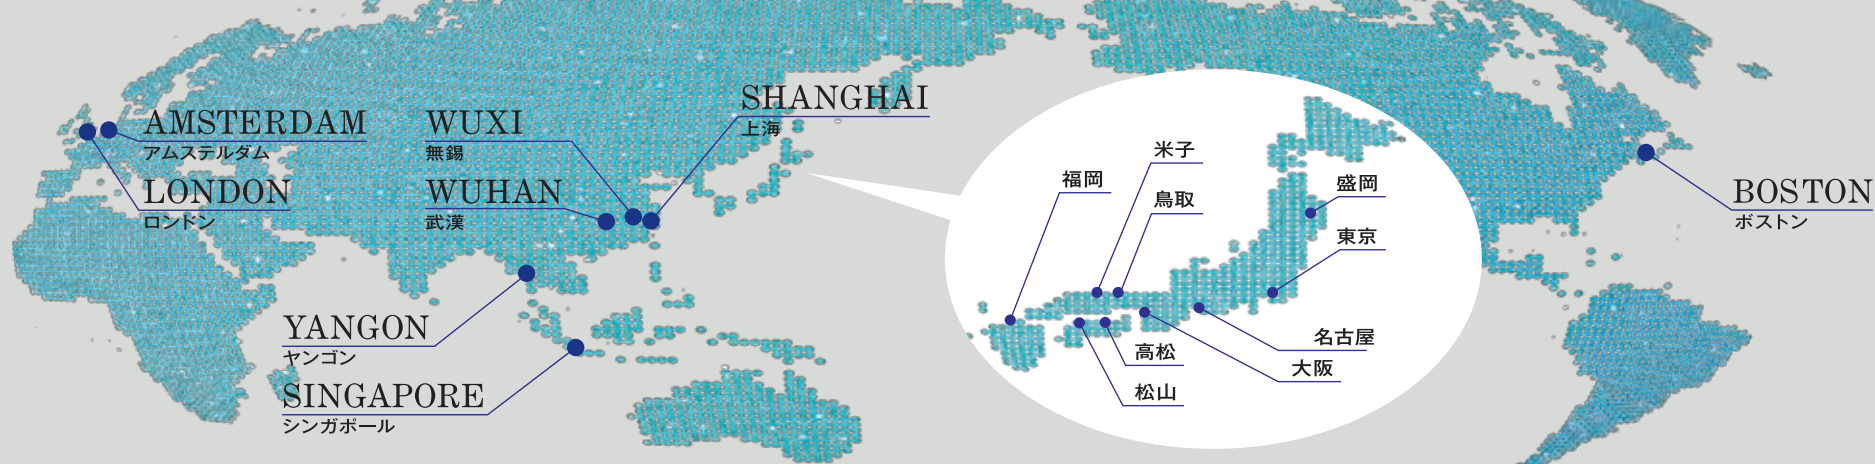 AMSTERDAM
アムステルダム
LONDON
ロンドン
WUXI
無錫
WUHAN
武漢
SHANGHAI
上海
YANGON
ヤンゴン
SINGAPORE
シンガポール
福岡
米子
鳥取
盛岡
東京
名古屋
大阪
高松
松山
BOSTON
ボストン